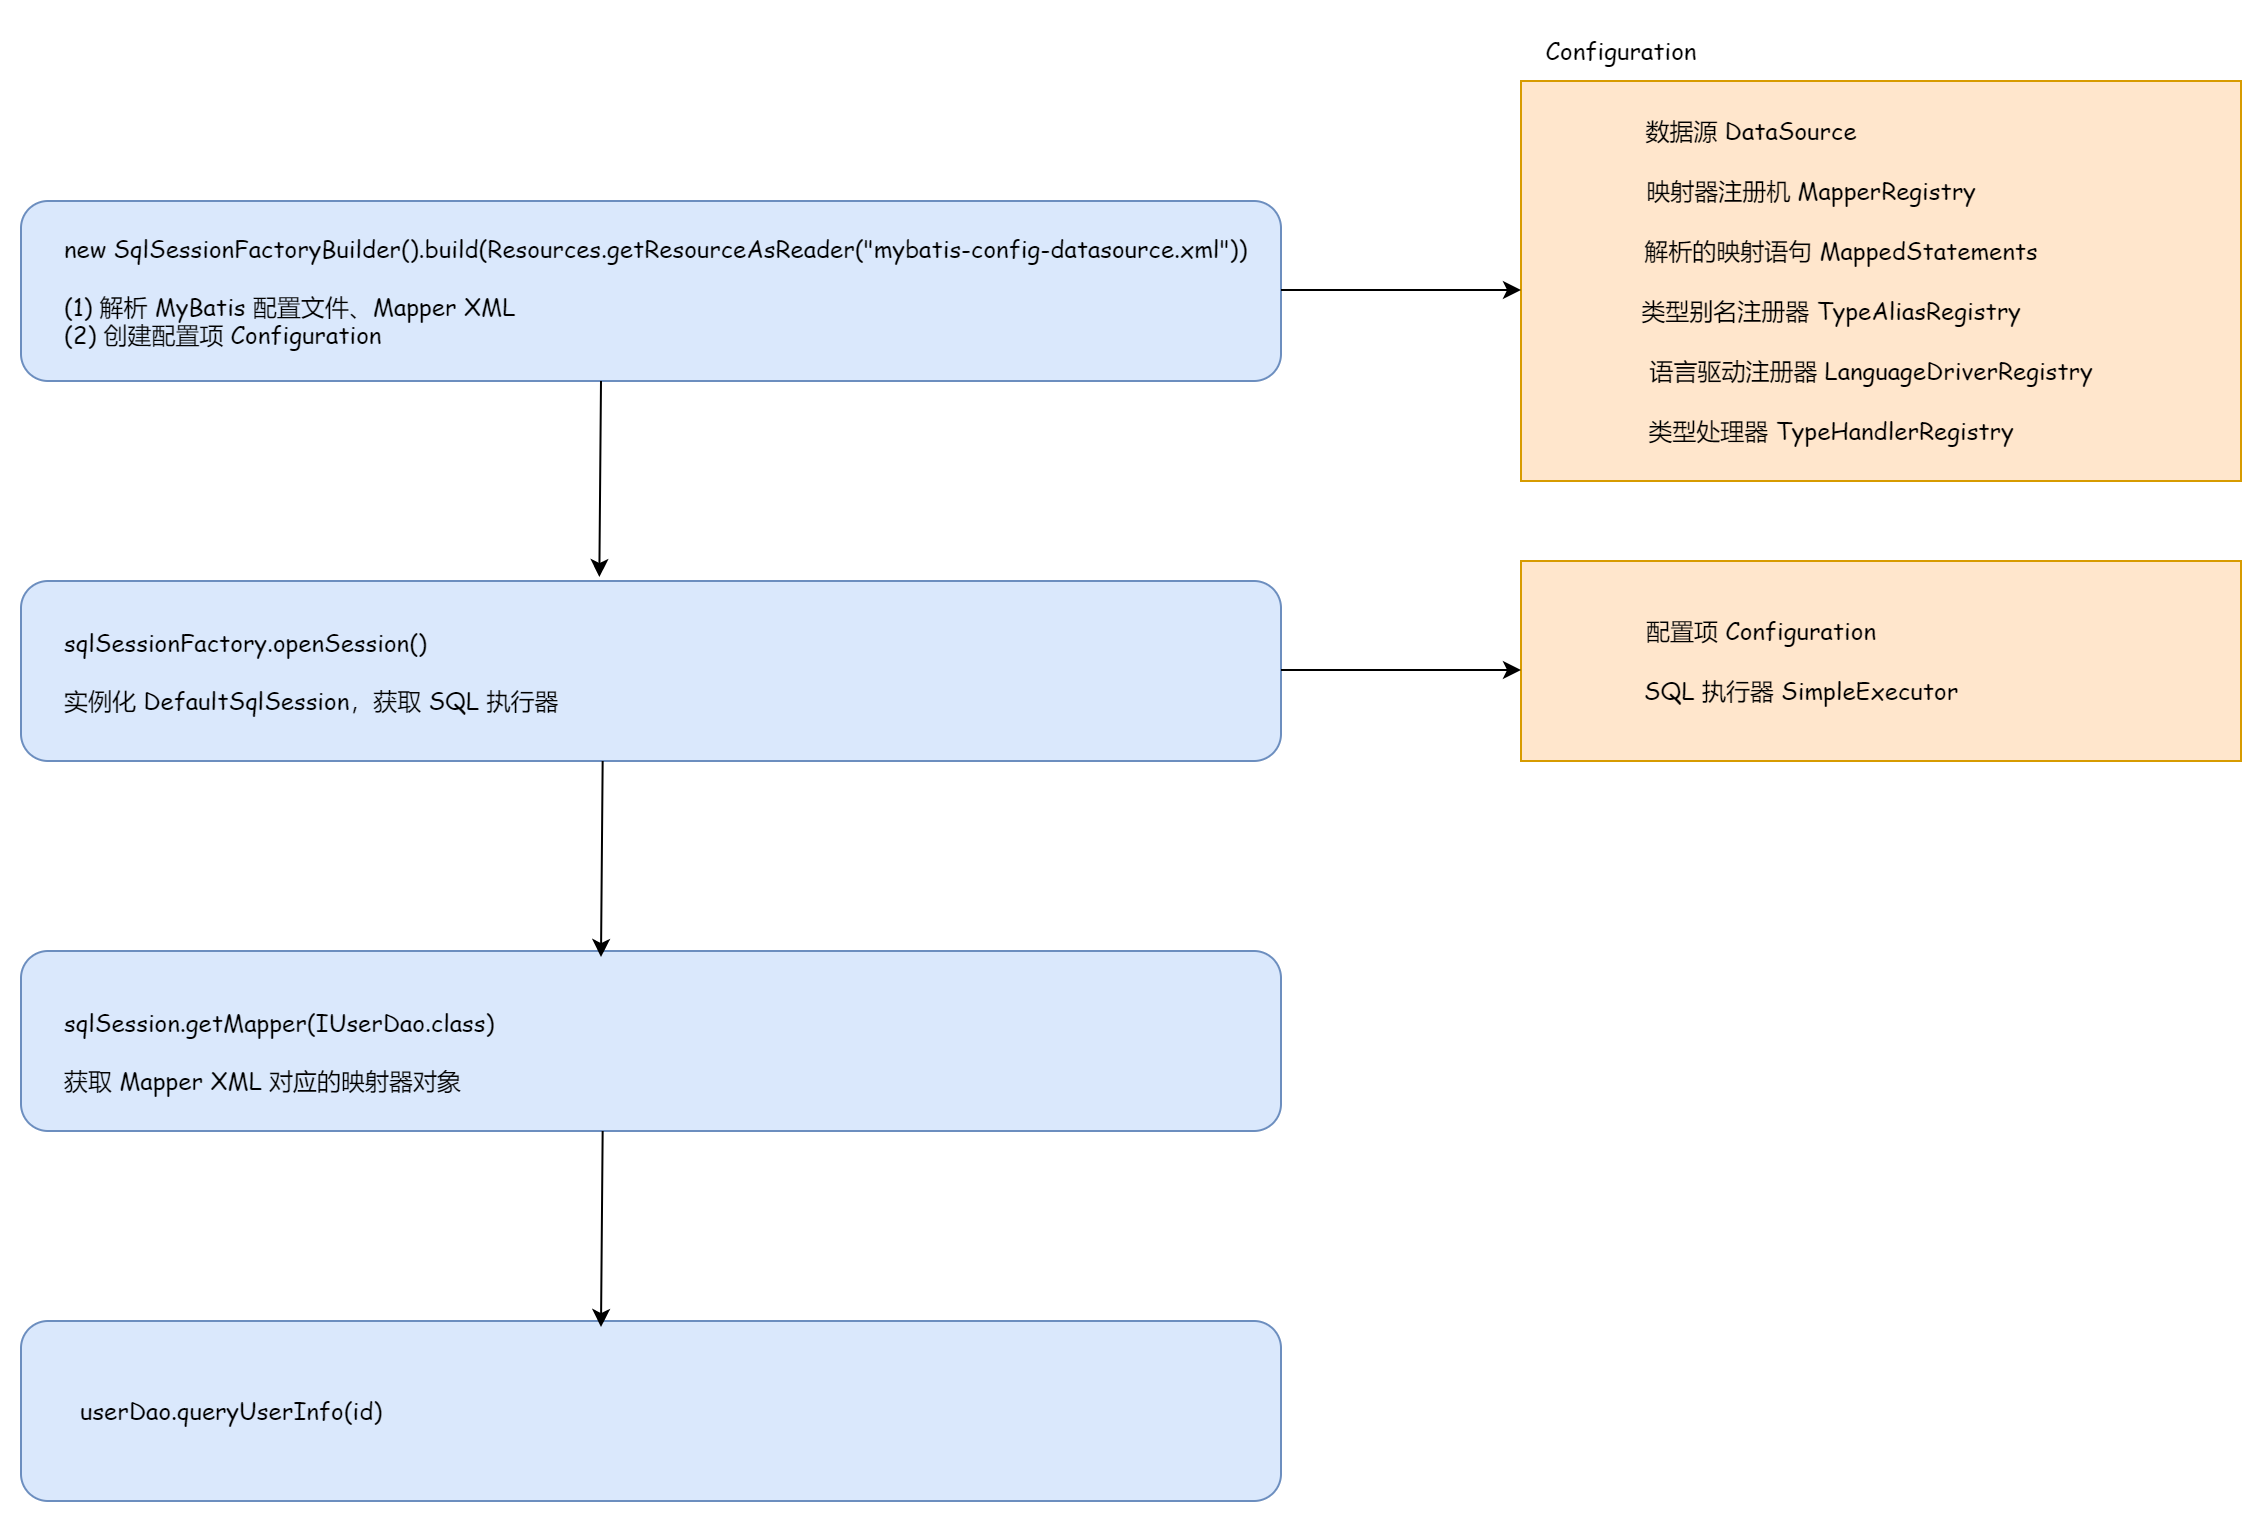 Configuration
数据源 DataSource
映射器注册机 MapperRegistry
解析的映射语句 MappedStatements
类型别名注册器 TypeAliasRegistry
语言驱动注册器 LanguageDriverRegistry
类型处理器 TypeHandlerRegistry
new SqlSessionFactoryBuilder().build(Resources.getResourceAsReader("mybatis-config-datasource.xml"))
(1) 解析 MyBatis 配置文件、Mapper XML
(2) 创建配置项 Configuration
sqlSessionFactory.openSession()
实例化 DefaultSqlSession，获取 SQL 执行器
配置项 Configuration
SQL 执行器 SimpleExecutor
sqlSession.getMapper(IUserDao.class)
获取 Mapper XML 对应的映射器对象
userDao.queryUserInfo(id)